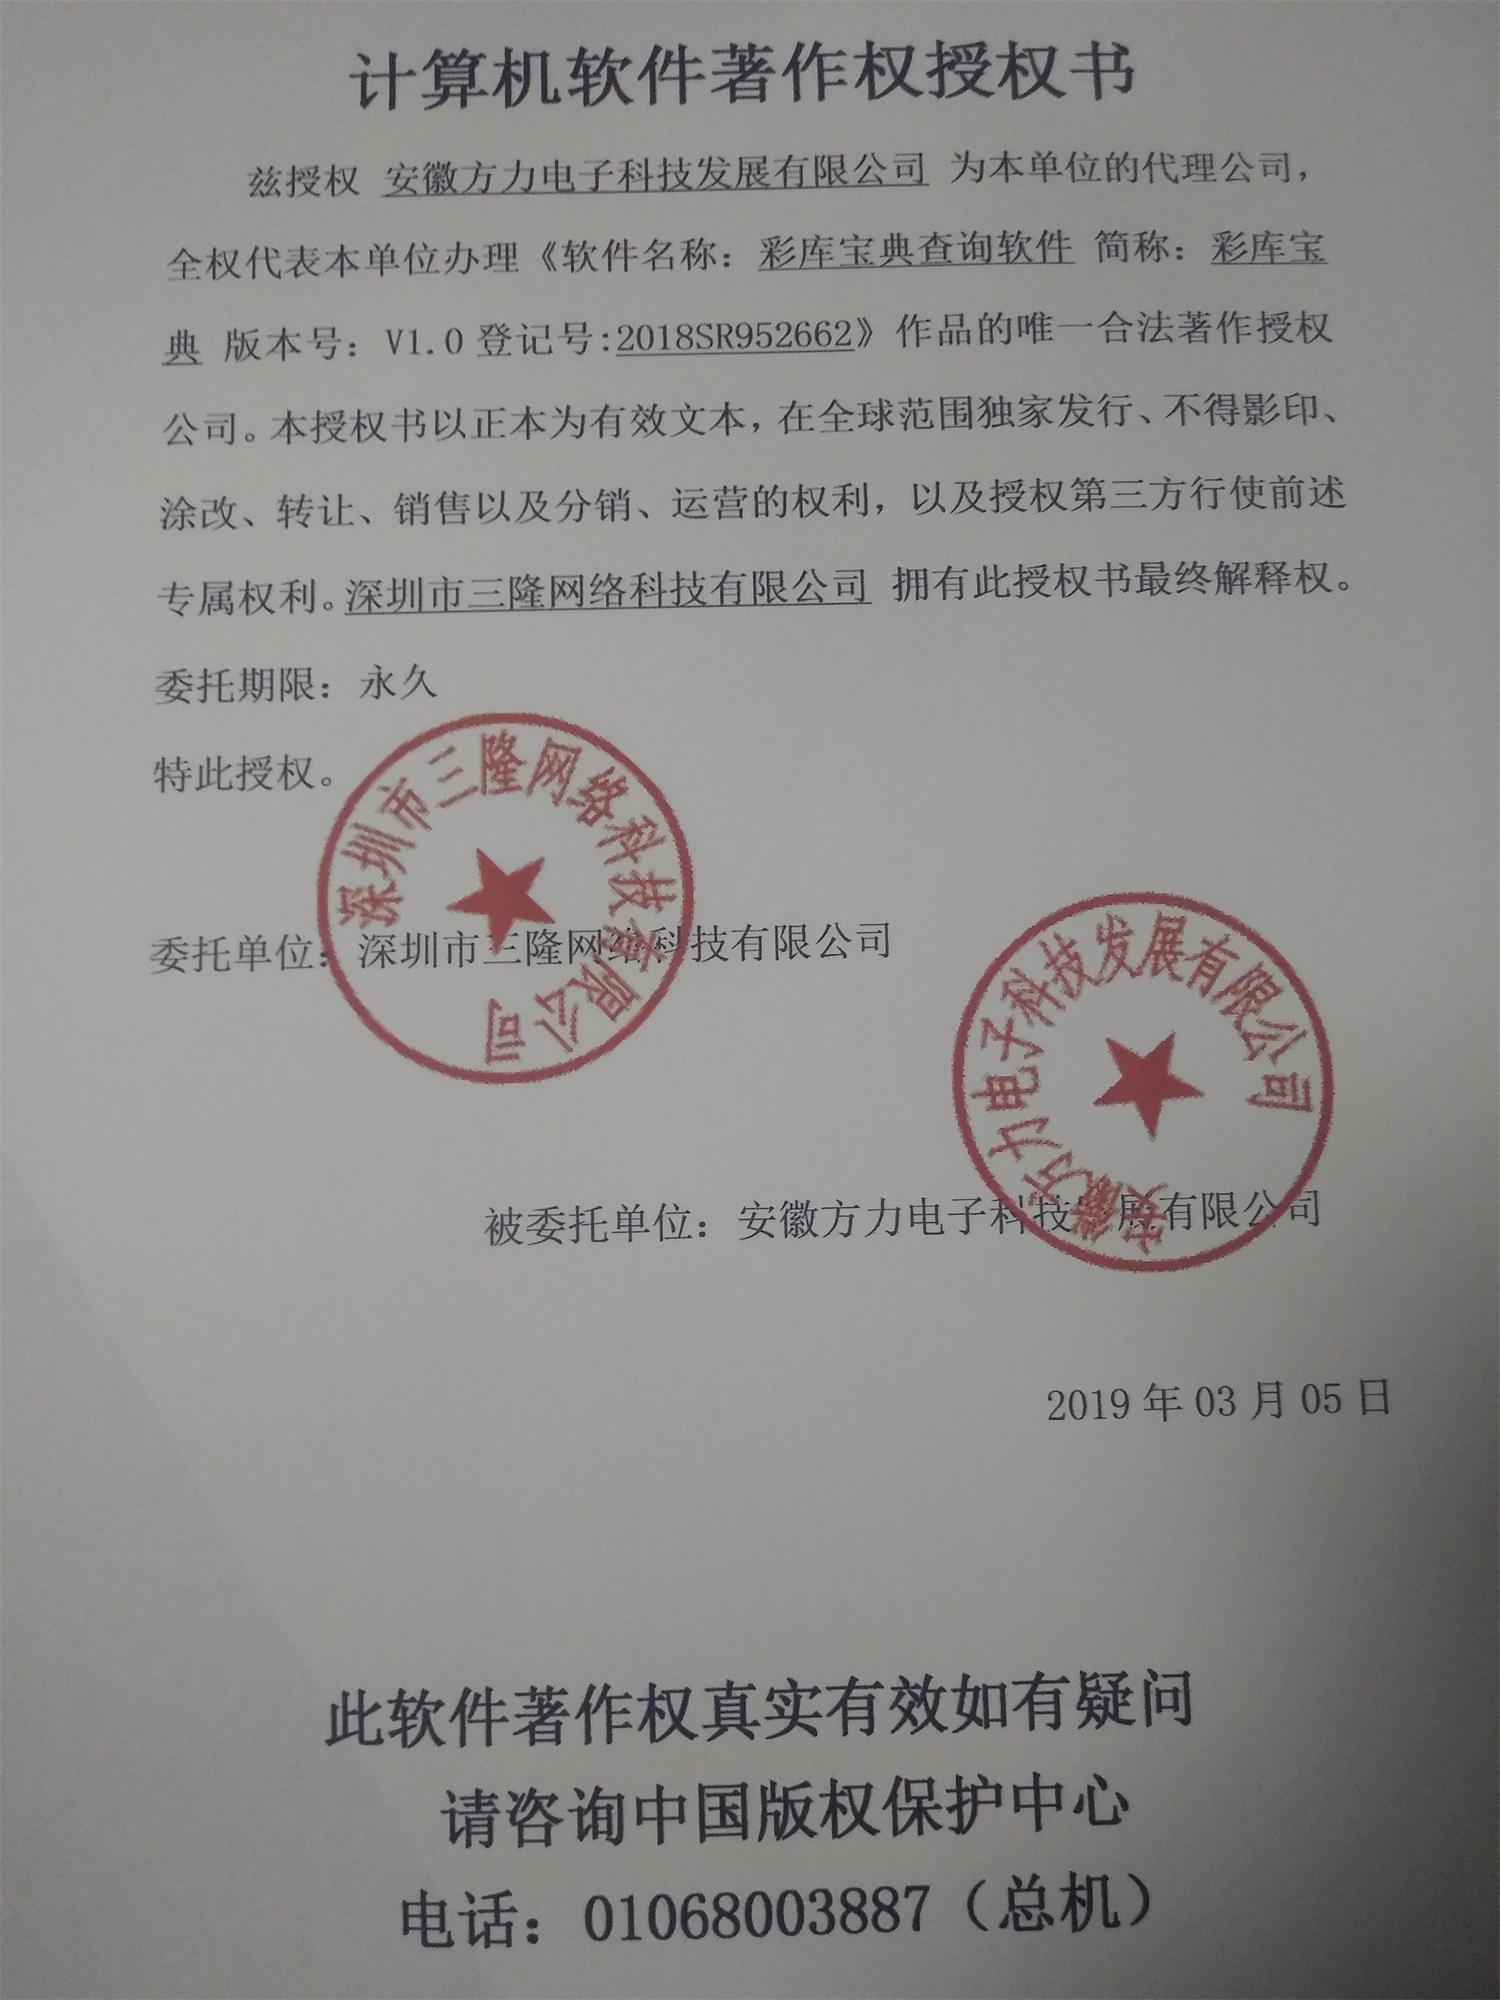 计算机软件著作权授权书
兹授权 安徽方力电子科技发展有限公司 为本单位的代理公司，
全权代表本单位办理《软件名称：彩库宝典查询软件 简称：彩库宝
典 版本号：V1.0 登记号:2018SR952662》作品的唯一合法著作授权
公司。本授权书以正本为有效文本，在全球范围独家发行、不得影印、
涂改、转让、销售以及分销、运营的权利，以及授权第三方行使前述
专属权利。深圳市三隆网络科技有限公司 拥有此授权书最终解释权。
委托期限：永久
特此授权。
深圳市三隆网络科技有限公司
委托单位：深圳市三隆网络科技有限公司
安徽方力电子科技发展有限公司
被委托单位：安徽方力电子科技发展有限公司
2019年03月05日
此软件著作权真实有效如有疑问
请咨询中国版权保护中心
电话：01068003887（总机）